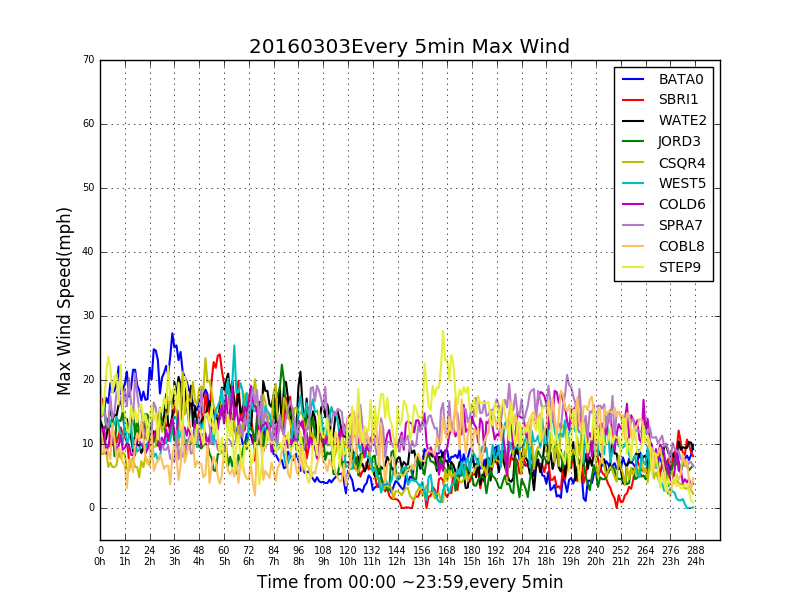 20160303Every 5min Max Wind
70
60
50
40
30
20
10
0
Max Wind Speed(mph)
BATA0
SBRI1
WATE2
JORD3
CSQR4
WEST5
COLD6
SPRA7
COBL8
STEP9
0 12 24 36 48 60 72 84 96 108 120 132 144 156 168 180 192 204 216 228 240 252 264 276 288
0h 1h 2h 3h 4h 5h 6h 7h 8h 9h 10h 11h 12h 13h 14h 15h 16h 17h 18h 19h 20h 21h 22h 23h 24h
Time from 00:00 ~23:59,every 5min